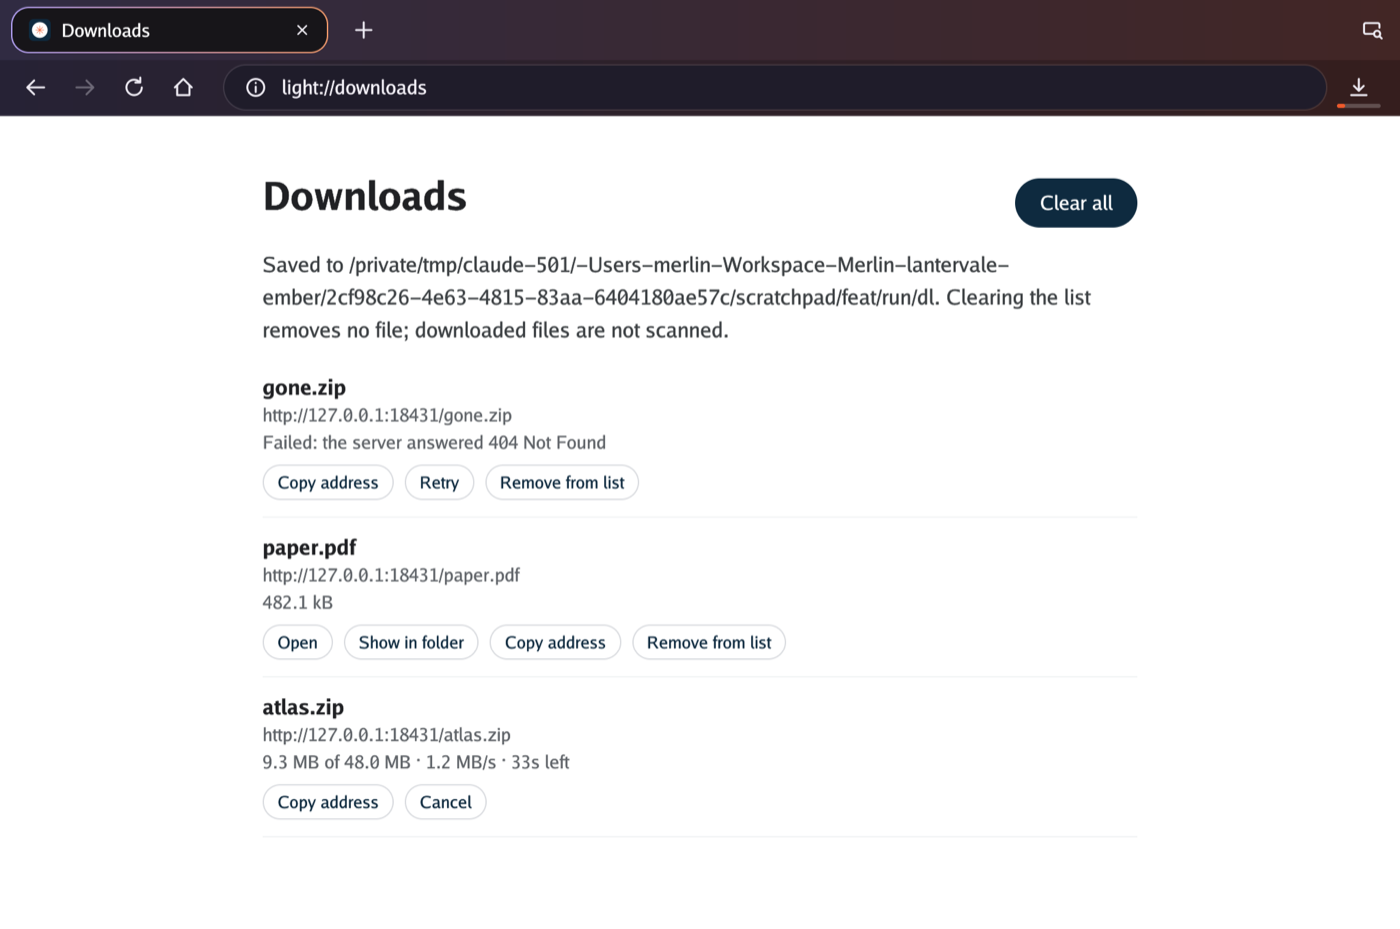 Downloads
light://downloads
Downloads
Clear all
Saved to /private/tmp/claude-501/-Users-merlin-Workspace-Merlin-lantervale-
ember/2cf98c26-4e63-4815-83aa-6404180ae57c/scratchpad/feat/run/dl. Clearing the list
removes no file; downloaded files are not scanned.
gone.zip
http://127.0.0.1:18431/gone.zip
Failed: the server answered 404 Not Found
Copy address Retry Remove from list
paper.pdf
http://127.0.0.1:18431/paper.pdf
482.1 kB
Open Show in folder Copy address Remove from list
atlas.zip
http://127.0.0.1:18431/atlas.zip
9.3 MB of 48.0 MB · 1.2 MB/s · 33s left
Copy address Cancel